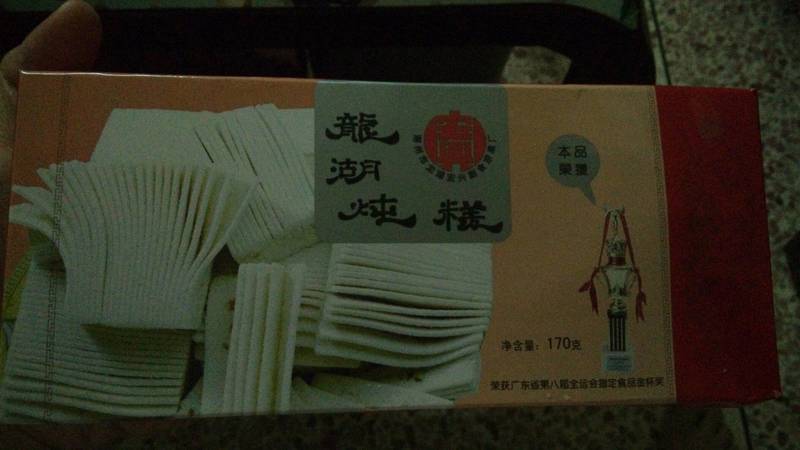 龍
湖
炖糕
本品
榮獲
净含量：170克
荣获广东省第八届全运会指定食品金杯奖